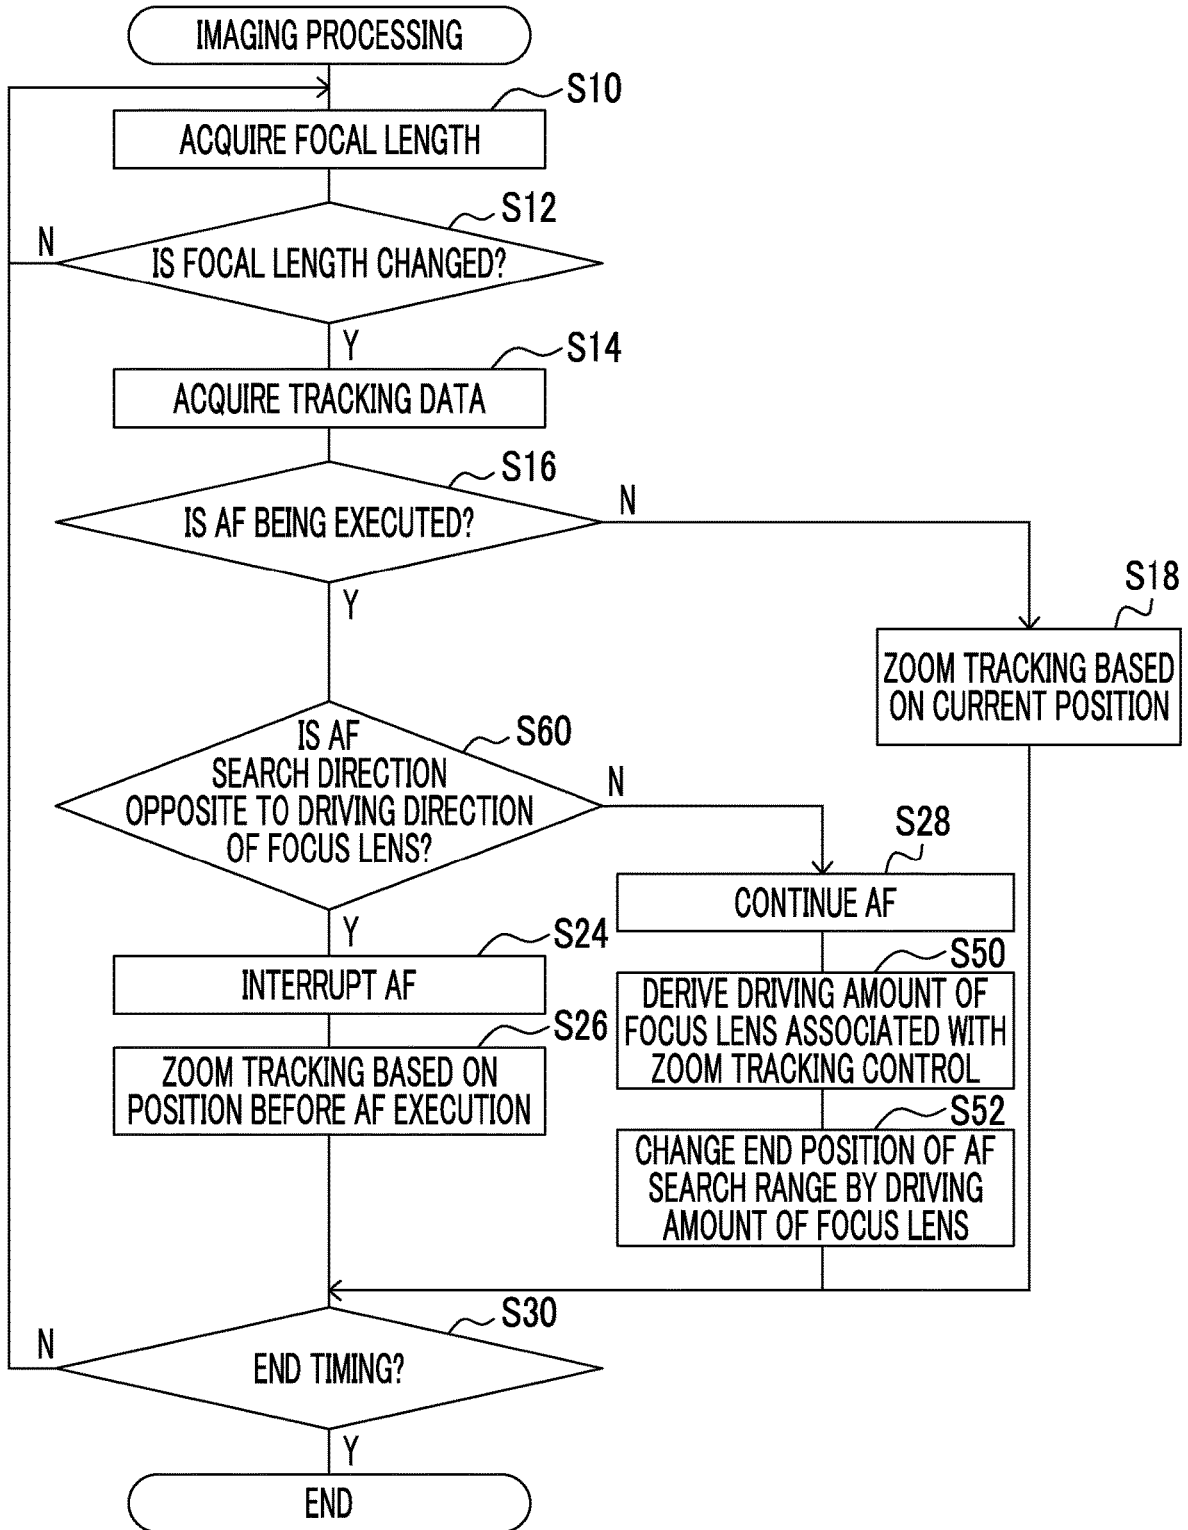 IMAGING PROCESSING
S10
ACQUIRE FOCAL LENGTH
S12
N
IS FOCAL LENGTH CHANGED?
Y
S14
ACQUIRE TRACKING DATA
S16
N
IS AF BEING EXECUTED?
Y
S18
ZOOM TRACKING BASED
ON CURRENT POSITION
S60
IS AF
SEARCH DIRECTION
OPPOSITE TO DRIVING DIRECTION
OF FOCUS LENS?
N
Y
S28
CONTINUE AF
S24
INTERRUPT AF
S50
DERIVE DRIVING AMOUNT OF
FOCUS LENS ASSOCIATED WITH
ZOOM TRACKING CONTROL
S26
ZOOM TRACKING BASED ON
POSITION BEFORE AF EXECUTION
S52
CHANGE END POSITION OF AF
SEARCH RANGE BY DRIVING
AMOUNT OF FOCUS LENS
S30
N
END TIMING?
Y
END